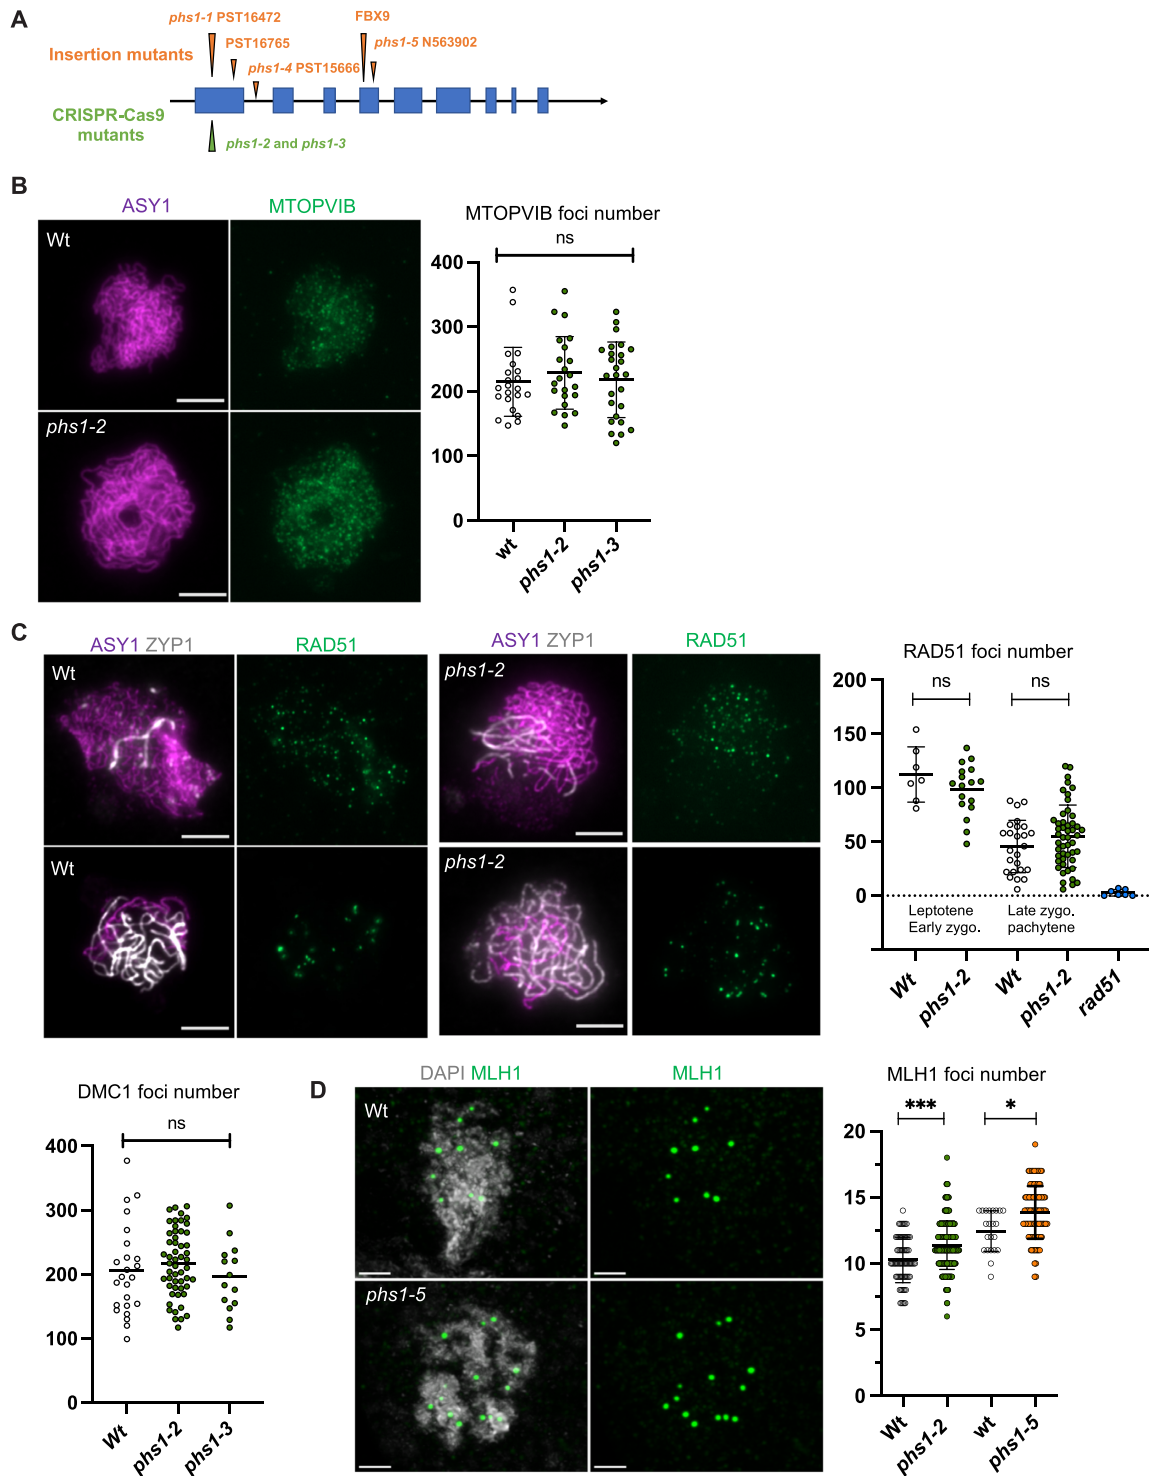 A
phs1-1 PST16472
FBX9
PST16765
phs1-5 N563902
Insertion mutants
phs1-4 PST15666
CRISPR-Cas9
mutants
phs1-2 and phs1-3
B
ASY1
MTOPVIB
MTOPVIB foci number
Wt
ns
400
300
200
100
0
phs1-2
wt
phs1-2
phs1-3
C
ASY1 ZYP1
RAD51
ASY1 ZYP1
RAD51
RAD51 foci number
Wt
phs1-2
200
ns
ns
150
100
50
0
Wt
phs1-2
Leptotene
Early zygo.
Late zygo.
pachytene
Wt
phs1-2
Wt
phs1-2
rad51
DMC1 foci number
ns
400
300
200
100
0
Wt
phs1-2
phs1-3
D
DAPI MLH1
MLH1
MLH1 foci number
Wt
***
*
20
15
10
5
0
phs1-5
Wt
phs1-2
wt
phs1-5